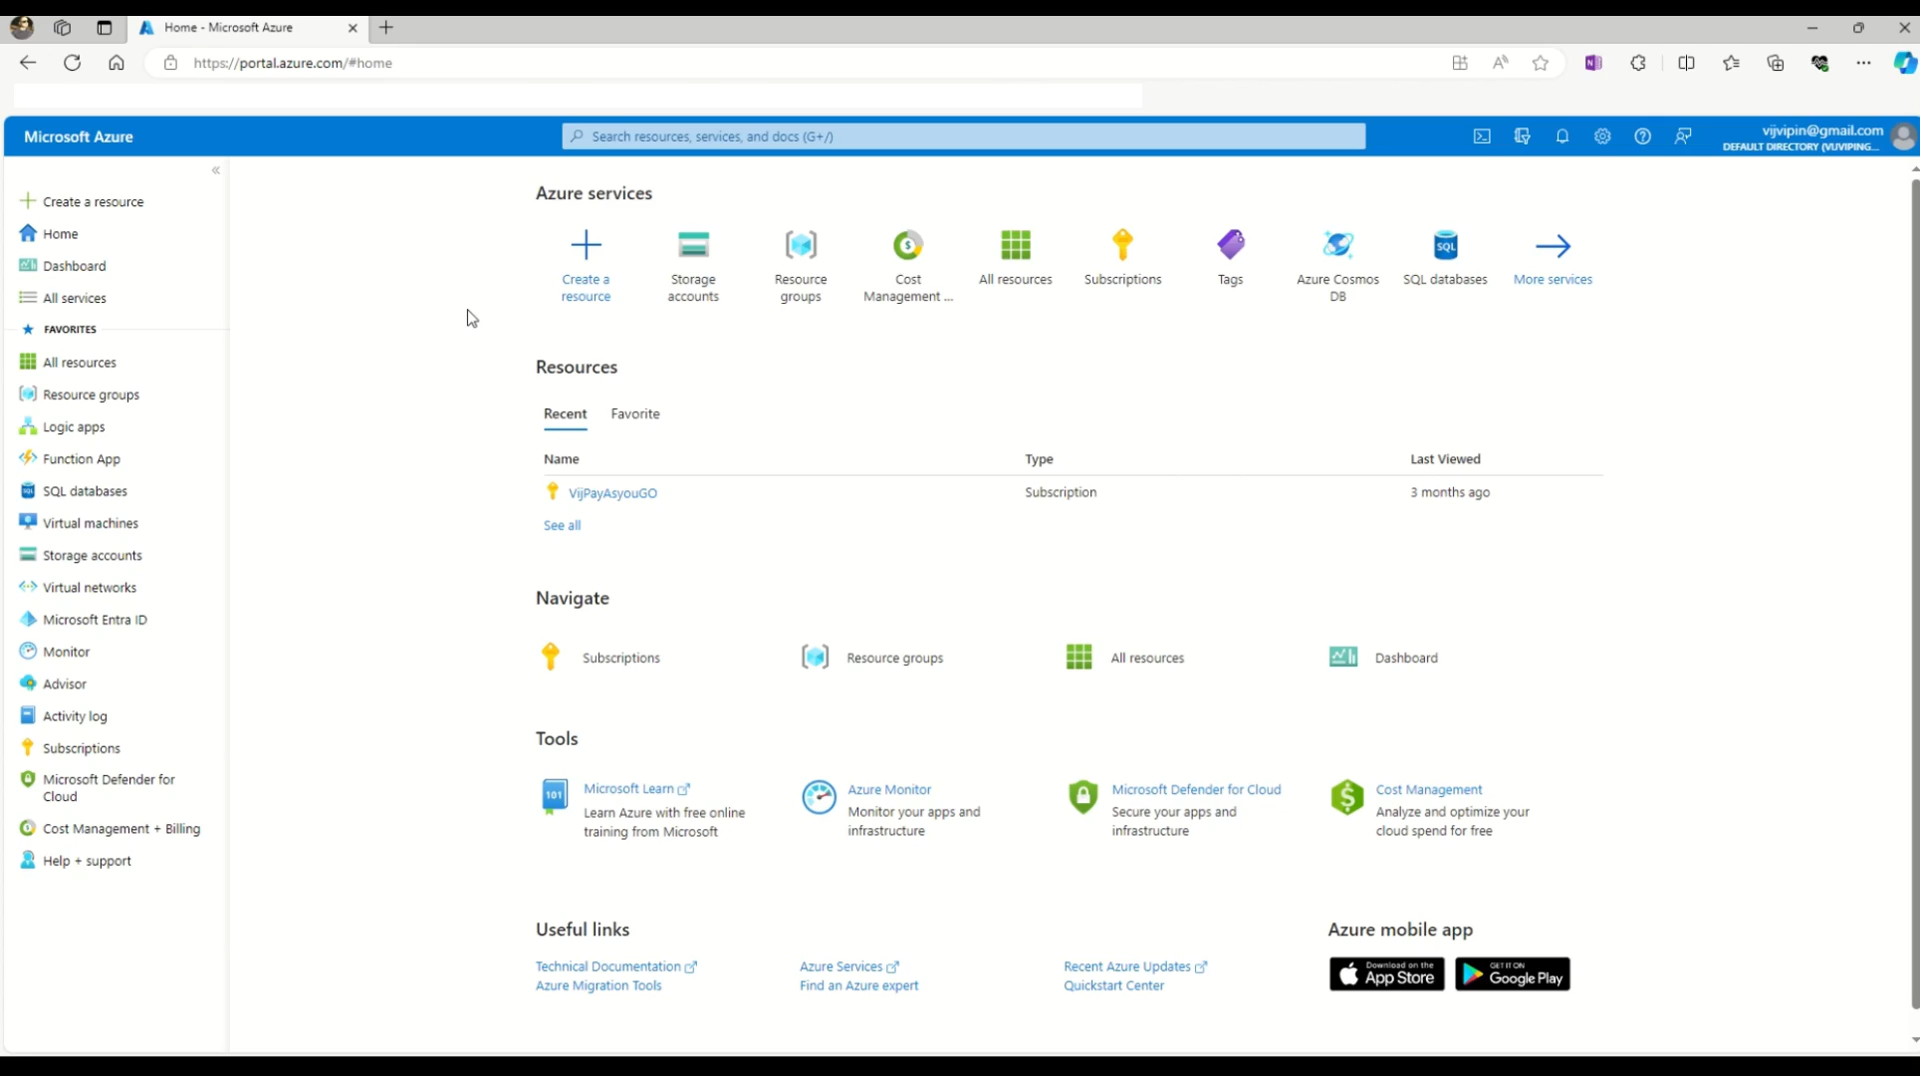 Home - Microsoft Azure
https://portal.azure.com/#home
Microsoft Azure
Search resources, services, and docs (G+/)
vijvipin@gmail.com
DEFAULT DIRECTORY (VIJVIPING...
Create a resource
Home
Dashboard
All services
FAVORITES
All resources
Resource groups
Logic apps
Function App
SQL databases
Virtual machines
Storage accounts
Virtual networks
Microsoft Entra ID
Monitor
Advisor
Activity log
Subscriptions
Microsoft Defender for
Cloud
Cost Management + Billing
Help + support
Azure services
Create a
resource
Storage
accounts
Resource
groups
Cost
Management ...
All resources
Subscriptions
Tags
Azure Cosmos
DB
SQL
SQL databases
More services
Resources
Recent Favorite
Name Type Last Viewed
VijPayAsyouGO Subscription 3 months ago
See all
Navigate
Subscriptions Resource groups All resources Dashboard
Tools
101
Microsoft Learn
Learn Azure with free online
training from Microsoft
Azure Monitor
Monitor your apps and
infrastructure
Microsoft Defender for Cloud
Secure your apps and
infrastructure
Cost Management
Analyze and optimize your
cloud spend for free
Useful links
Technical Documentation
Azure Migration Tools
Azure Services
Find an Azure expert
Recent Azure Updates
Quickstart Center
Azure mobile app
Download on the
App Store
GET IT ON
Google Play